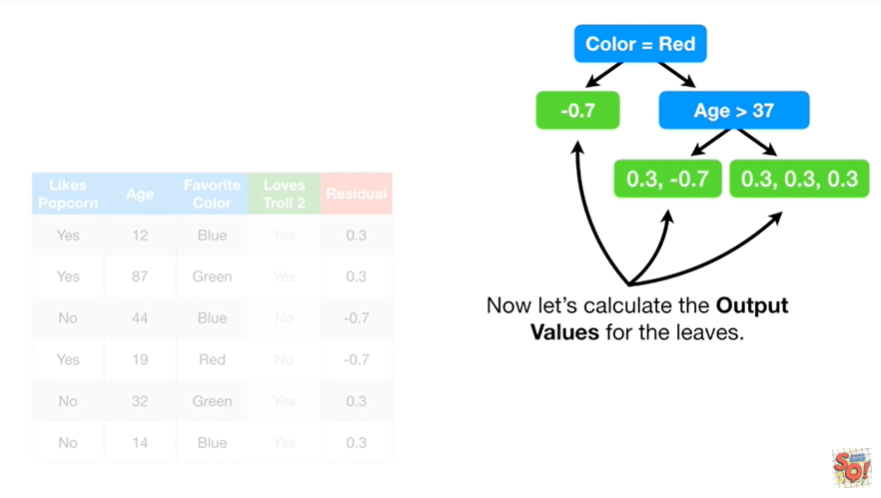 Color = Red
-0.7
Age > 37
0.3, -0.7
0.3, 0.3, 0.3
Now let's calculate the Output
Values for the leaves.
Likes Popcorn Age Favorite Color Loves Troll 2 Residual
Yes 12 Blue Yes 0.3
Yes 87 Green Yes 0.3
No 44 Blue No -0.7
Yes 19 Red No -0.7
No 32 Green Yes 0.3
No 14 Blue Yes 0.3
SQ!